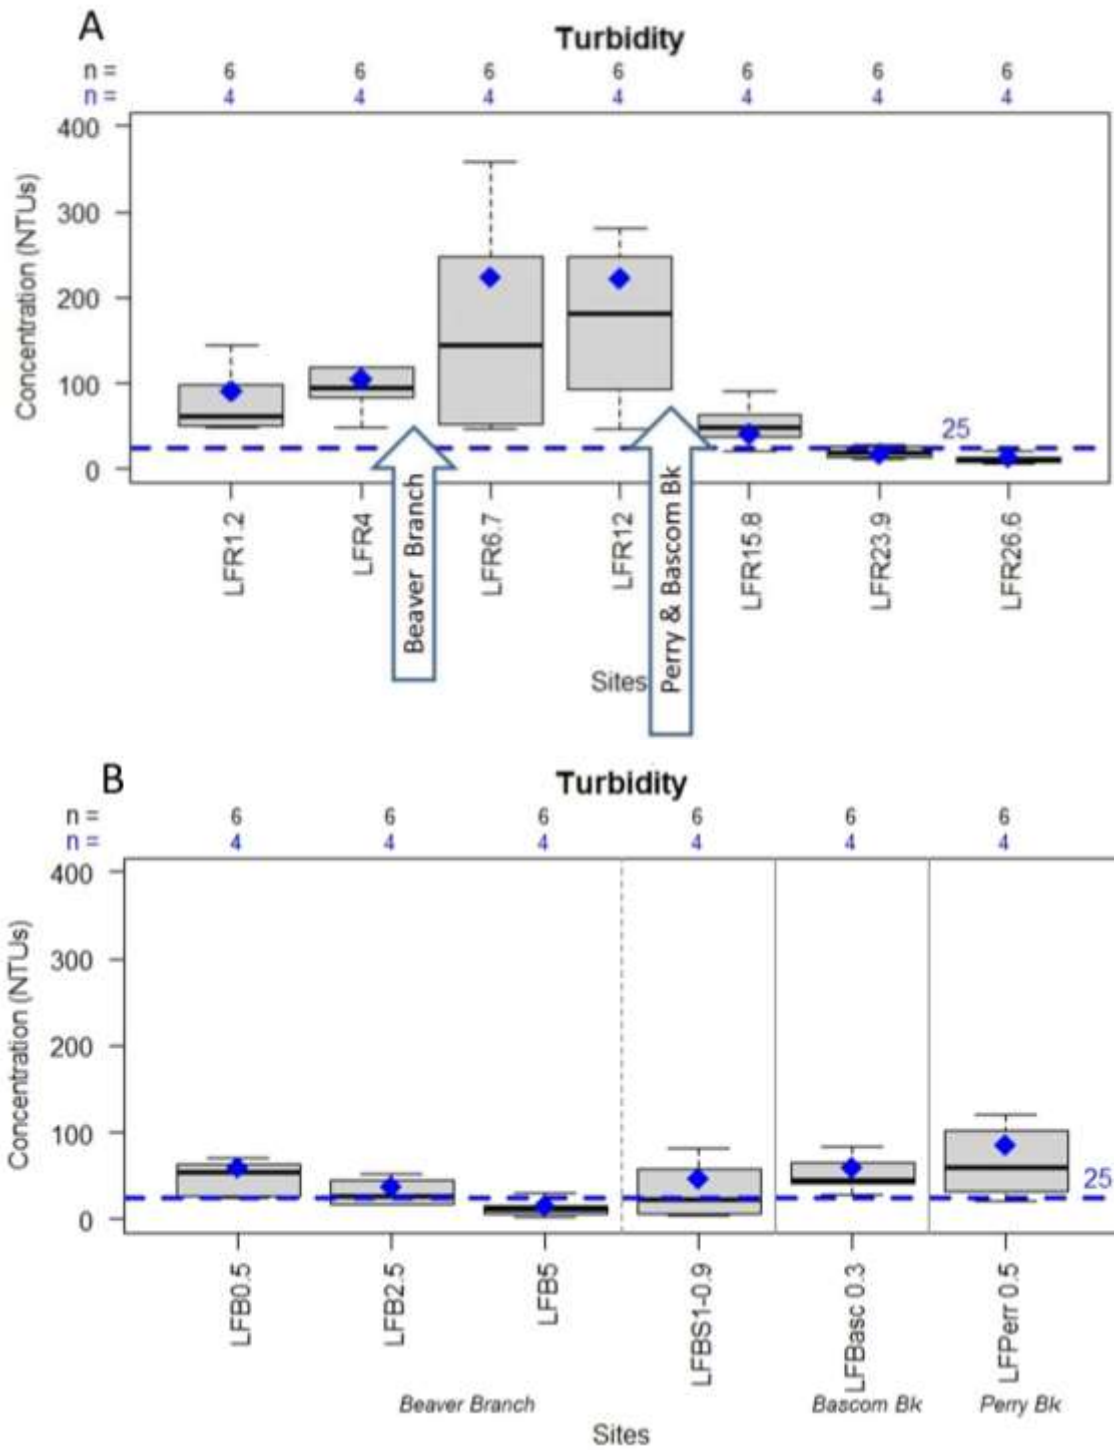 A
Turbidity
n = 6 6 6 6 6 6 6
n = 4 4 4 4 4 4 4
Concentration (NTUs)
400
300
200
100
0
25
LFR1.2
LFR4
Beaver Branch
LFR6.7
LFR12
Perry & Bascom Bk
LFR15.8
LFR23.9
LFR26.6
Sites
B
Turbidity
n = 6 6 6 6 6 6
n = 4 4 4 4 4 4
Concentration (NTUs)
400
300
200
100
0
25
LFB0.5
LFB2.5
LFB5
LFBS1-0.9
LFBasc 0.3
LFPerr 0.5
Beaver Branch Bascom Bk Perry Bk
Sites